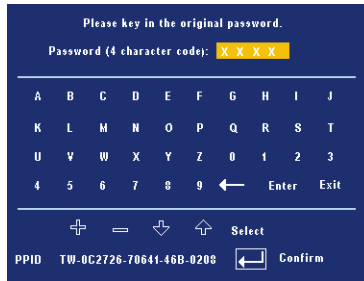 Please key in the original password.
Password (4 character code): X X X X
A B C D E F G H I J
K L M N O P Q R S T
U V W X Y Z 0 1 2 3
4 5 6 7 8 9 ← Enter Exit
Select
PPID TW-0C2726-70641-46B-0208 Confirm